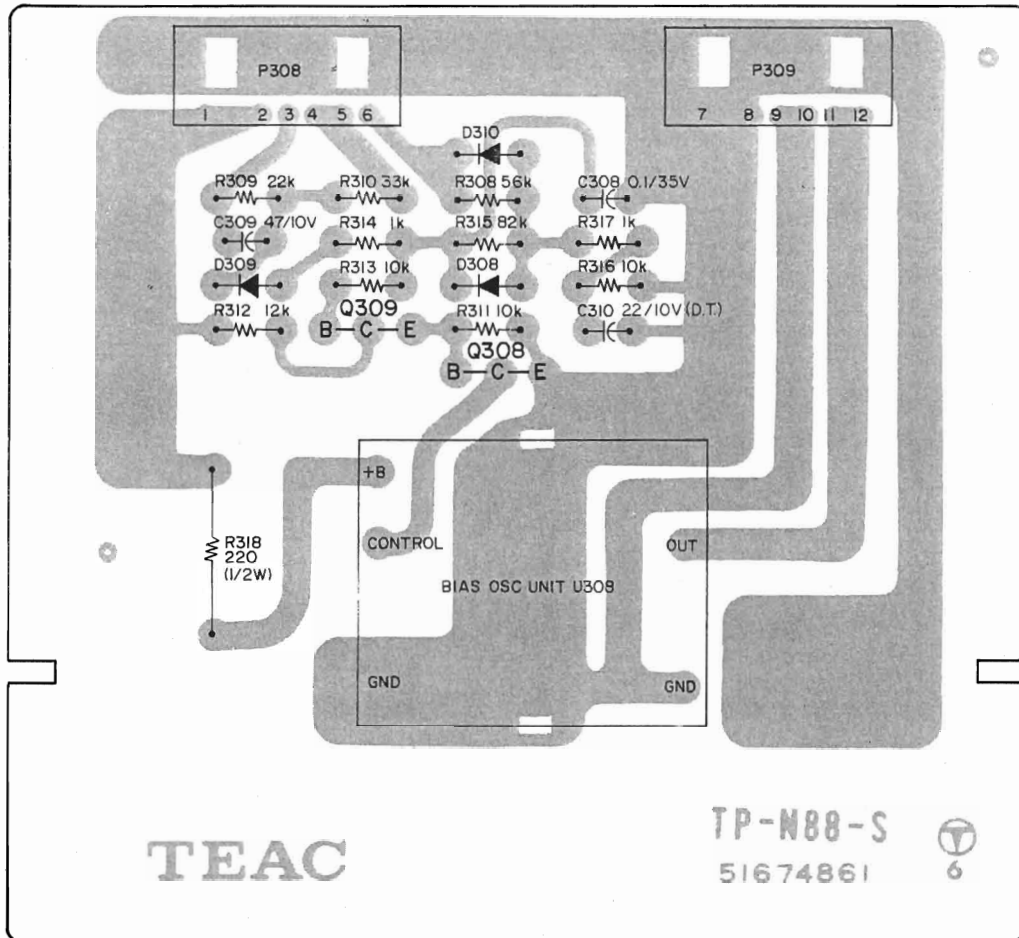 P308
P309
1 2 3 4 5 6
7 8 9 10 11 12
D310
R309 22k
R310 33k
R308 56k
C308 0.1/35V
C309 47/10V
R314 1k
R315 82k
R317 1k
D309
R313 10k
D308
R316 10k
R312 12k
Q309
B-C-E
R311 10k
C310 22/10V (D.T.)
Q308
B-C-E
+B
R318
220
(1/2W)
CONTROL
OUT
BIAS OSC UNIT U308
GND
GND
TEAC
TP-N88-S
51674861
T
6